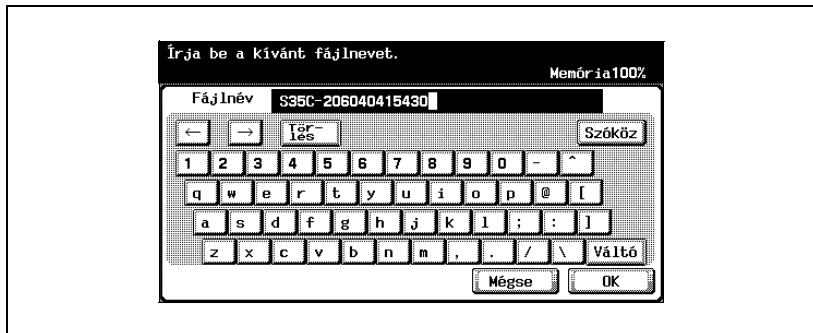 Írja be a kívánt fájlnevet.
Memória100%
Fájlnév S35C-206040415430
← → Tör-
lés Szóköz
1 2 3 4 5 6 7 8 9 0 - ^
q w e r t y u i o p @ [
a s d f g h j k l ; : ]
z x c v b n m , . / \ Váltó
Mégse OK